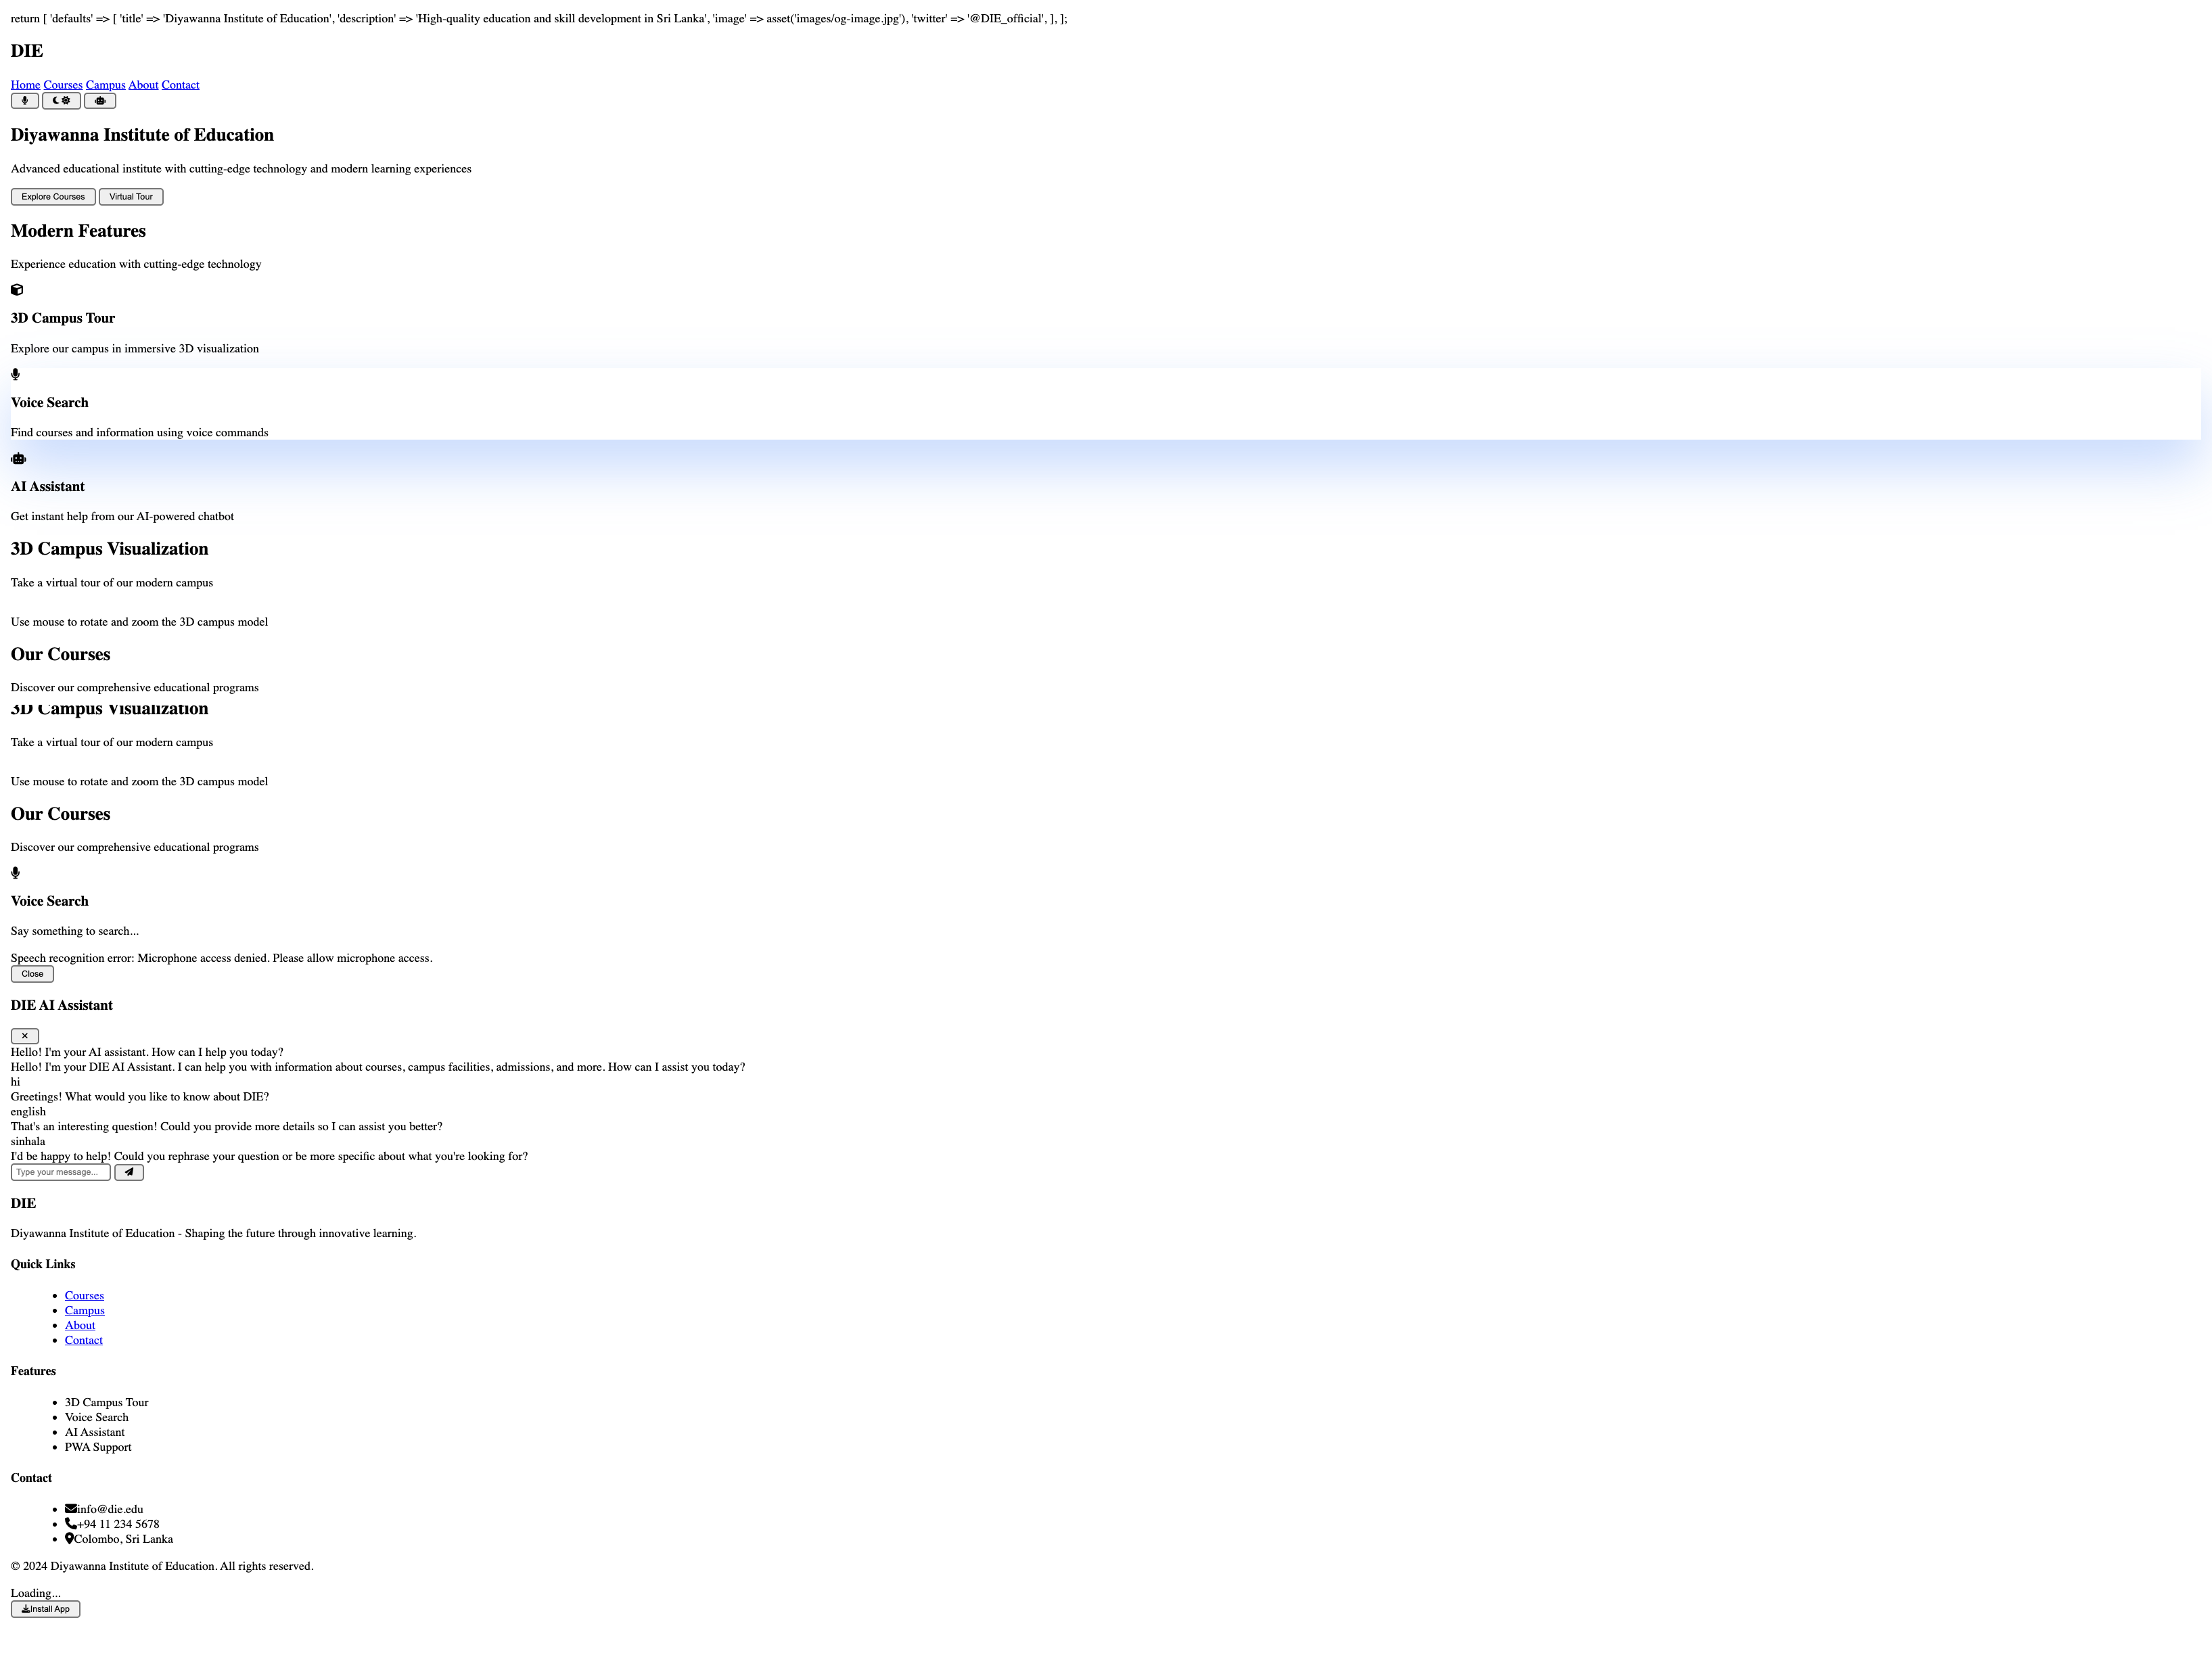 return [ 'defaults' => [ 'title' => 'Diyawanna Institute of Education', 'description' => 'High-quality education and skill development in Sri Lanka', 'image' => asset('images/og-image.jpg'), 'twitter' => '@DIE_official', ], ];
DIE
Home Courses Campus About Contact
Diyawanna Institute of Education
Advanced educational institute with cutting-edge technology and modern learning experiences
Explore Courses Virtual Tour
Modern Features
Experience education with cutting-edge technology
3D Campus Tour
Explore our campus in immersive 3D visualization
Voice Search
Find courses and information using voice commands
AI Assistant
Get instant help from our AI-powered chatbot
3D Campus Visualization
Take a virtual tour of our modern campus
Use mouse to rotate and zoom the 3D campus model
Our Courses
Discover our comprehensive educational programs
3D Campus Visualization
Take a virtual tour of our modern campus
Use mouse to rotate and zoom the 3D campus model
Our Courses
Discover our comprehensive educational programs
Voice Search
Say something to search...
Speech recognition error: Microphone access denied. Please allow microphone access.
Close
DIE AI Assistant
Hello! I'm your AI assistant. How can I help you today?
Hello! I'm your DIE AI Assistant. I can help you with information about courses, campus facilities, admissions, and more. How can I assist you today?
hi
Greetings! What would you like to know about DIE?
english
That's an interesting question! Could you provide more details so I can assist you better?
sinhala
I'd be happy to help! Could you rephrase your question or be more specific about what you're looking for?
Type your message...
DIE
Diyawanna Institute of Education - Shaping the future through innovative learning.
Quick Links
Courses
Campus
About
Contact
Features
3D Campus Tour
Voice Search
AI Assistant
PWA Support
Contact
info@die.edu
+94 11 234 5678
Colombo, Sri Lanka
© 2024 Diyawanna Institute of Education. All rights reserved.
Loading...
Install App